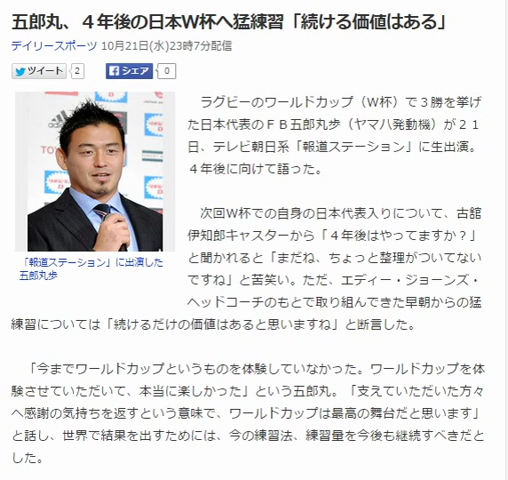 五郎丸、４年後の日本Ｗ杯へ猛練習「続ける価値はある」
デイリースポーツ 10月21日(水)23時7分配信
ツイート 2 シェア 0
ラグビーのワールドカップ（Ｗ杯）で３勝を挙げ
た日本代表のＦＢ五郎丸歩（ヤマハ発動機）が２１
日、テレビ朝日系「報道ステーション」に生出演。
４年後に向けて語った。
次回Ｗ杯での自身の日本代表入りについて、古舘
伊知郎キャスターから「４年後はやってますか？」
と聞かれると「まだね、ちょっと整理がついてない
ですね」と苦笑い。ただ、エディー・ジョーンズ・
ヘッドコーチのもとで取り組んできた早朝からの猛
練習については「続けるだけの価値はあると思いますね」と断言した。
「報道ステーション」に出演した
五郎丸歩
「今までワールドカップというものを体験していなかった。ワールドカップを体
験させていただいて、本当に楽しかった」という五郎丸。「支えていただいた方々
へ感謝の気持ちを返すという意味で、ワールドカップは最高の舞台だと思います」
と話し、世界で結果を出すためには、今の練習法、練習量を今後も継続すべきだと
した。
adidas